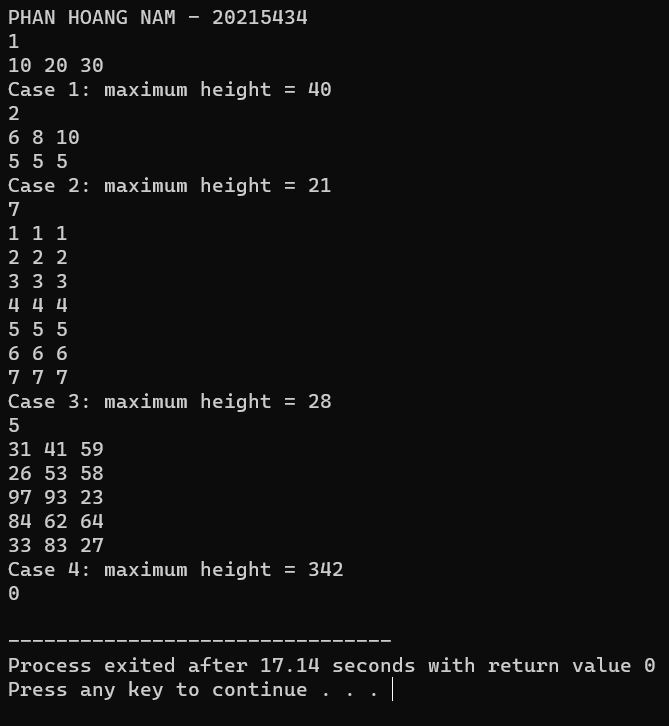 PHAN HOANG NAM - 20215434
1
10 20 30
Case 1: maximum height = 40
2
6 8 10
5 5 5
Case 2: maximum height = 21
7
1 1 1
2 2 2
3 3 3
4 4 4
5 5 5
6 6 6
7 7 7
Case 3: maximum height = 28
5
31 41 59
26 53 58
97 93 23
84 62 64
33 83 27
Case 4: maximum height = 342
0
--------------------------------
Process exited after 17.14 seconds with return value 0
Press any key to continue . . .